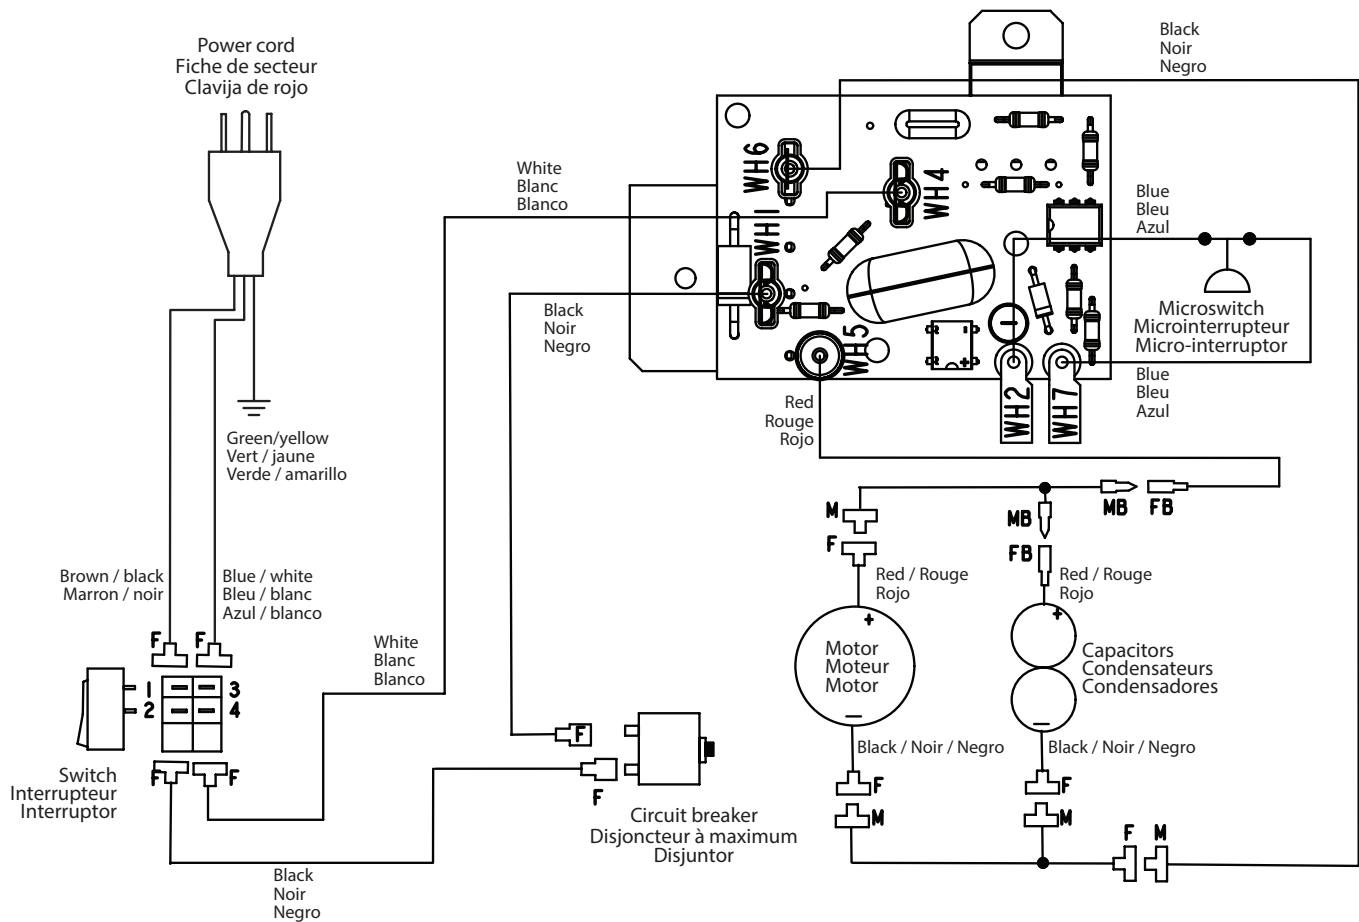 Power cord
Fiche de secteur
Clavija de rojo
Black
Noir
Negro
White
Blanc
Blanco
WH6
WH4
WH1
Blue
Bleu
Azul
Black
Noir
Negro
Microswitch
Microinterrupteur
Micro-interruptor
WH5
WH2
WH7
Blue
Bleu
Azul
Red
Rouge
Rojo
Green/yellow
Vert / jaune
Verde / amarillo
M
F
MB
FB
MB
FB
Brown / black
Marron / noir
Blue / white
Bleu / blanc
Azul / blanco
Red / Rouge
Rojo
Red / Rouge
Rojo
White
Blanc
Blanco
F
F
1
2
3
4
+
Motor
Moteur
Motor
–
+
Capacitors
Condensateurs
Condensadores
–
Black / Noir / Negro
Black / Noir / Negro
F
F
Switch
Interrupteur
Interruptor
F
F
Circuit breaker
Disjoncteur à maximum
Disjuntor
F
M
F
M
F
M
Black
Noir
Negro